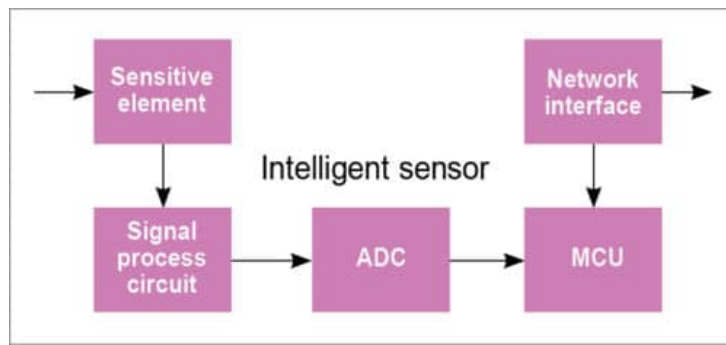 Sensitive
element
Network
interface
Intelligent sensor
Signal
process
circuit
ADC
MCU